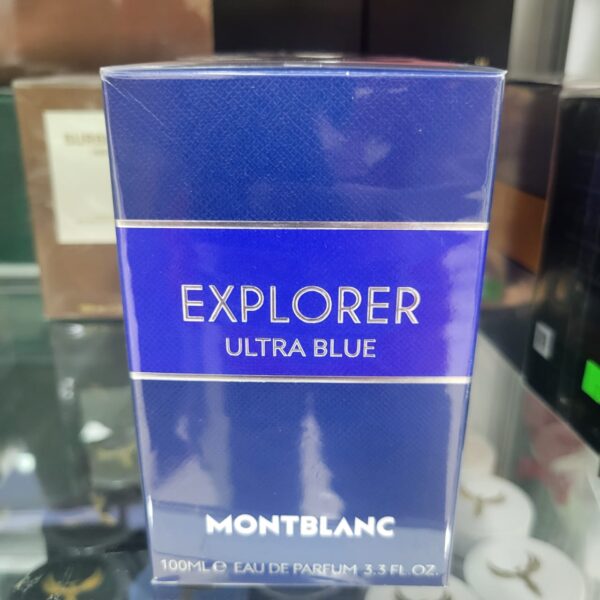 EXPLORER
ULTRA BLUE
MONTBLANC
100ML ℮ EAU DE PARFUM 3.3 FL.OZ.